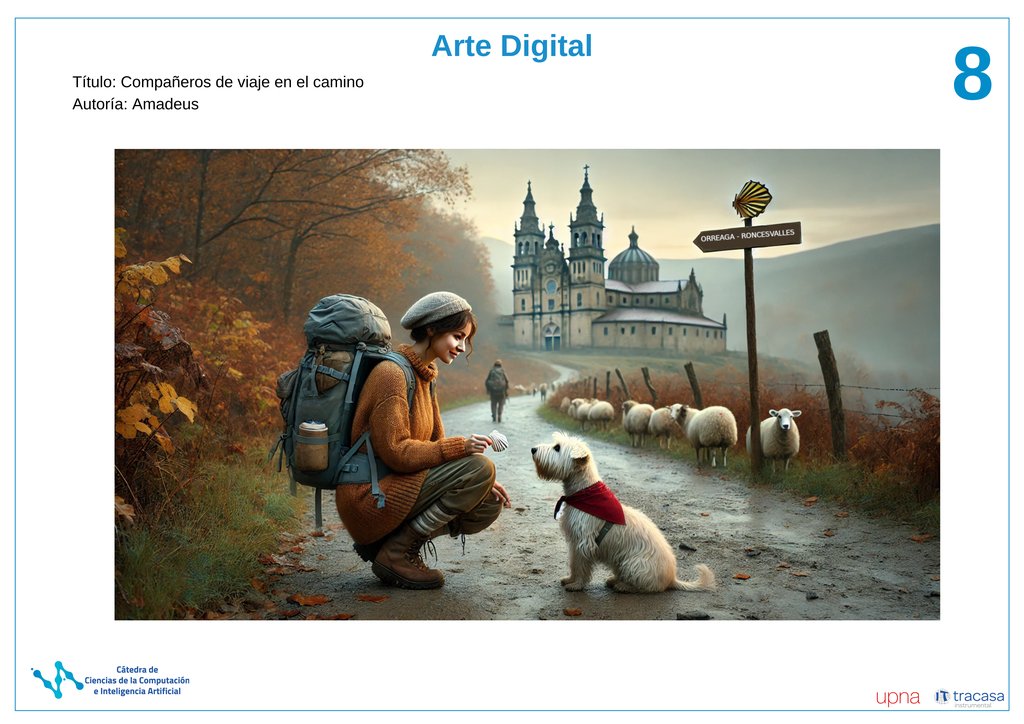 Arte Digital
8
Título: Compañeros de viaje en el camino
Autoría: Amadeus
ORREAGA - RONCESVALLES
Cátedra de
Ciencias de la Computación
e Inteligencia Artificial
upna
tracasa
instrumental